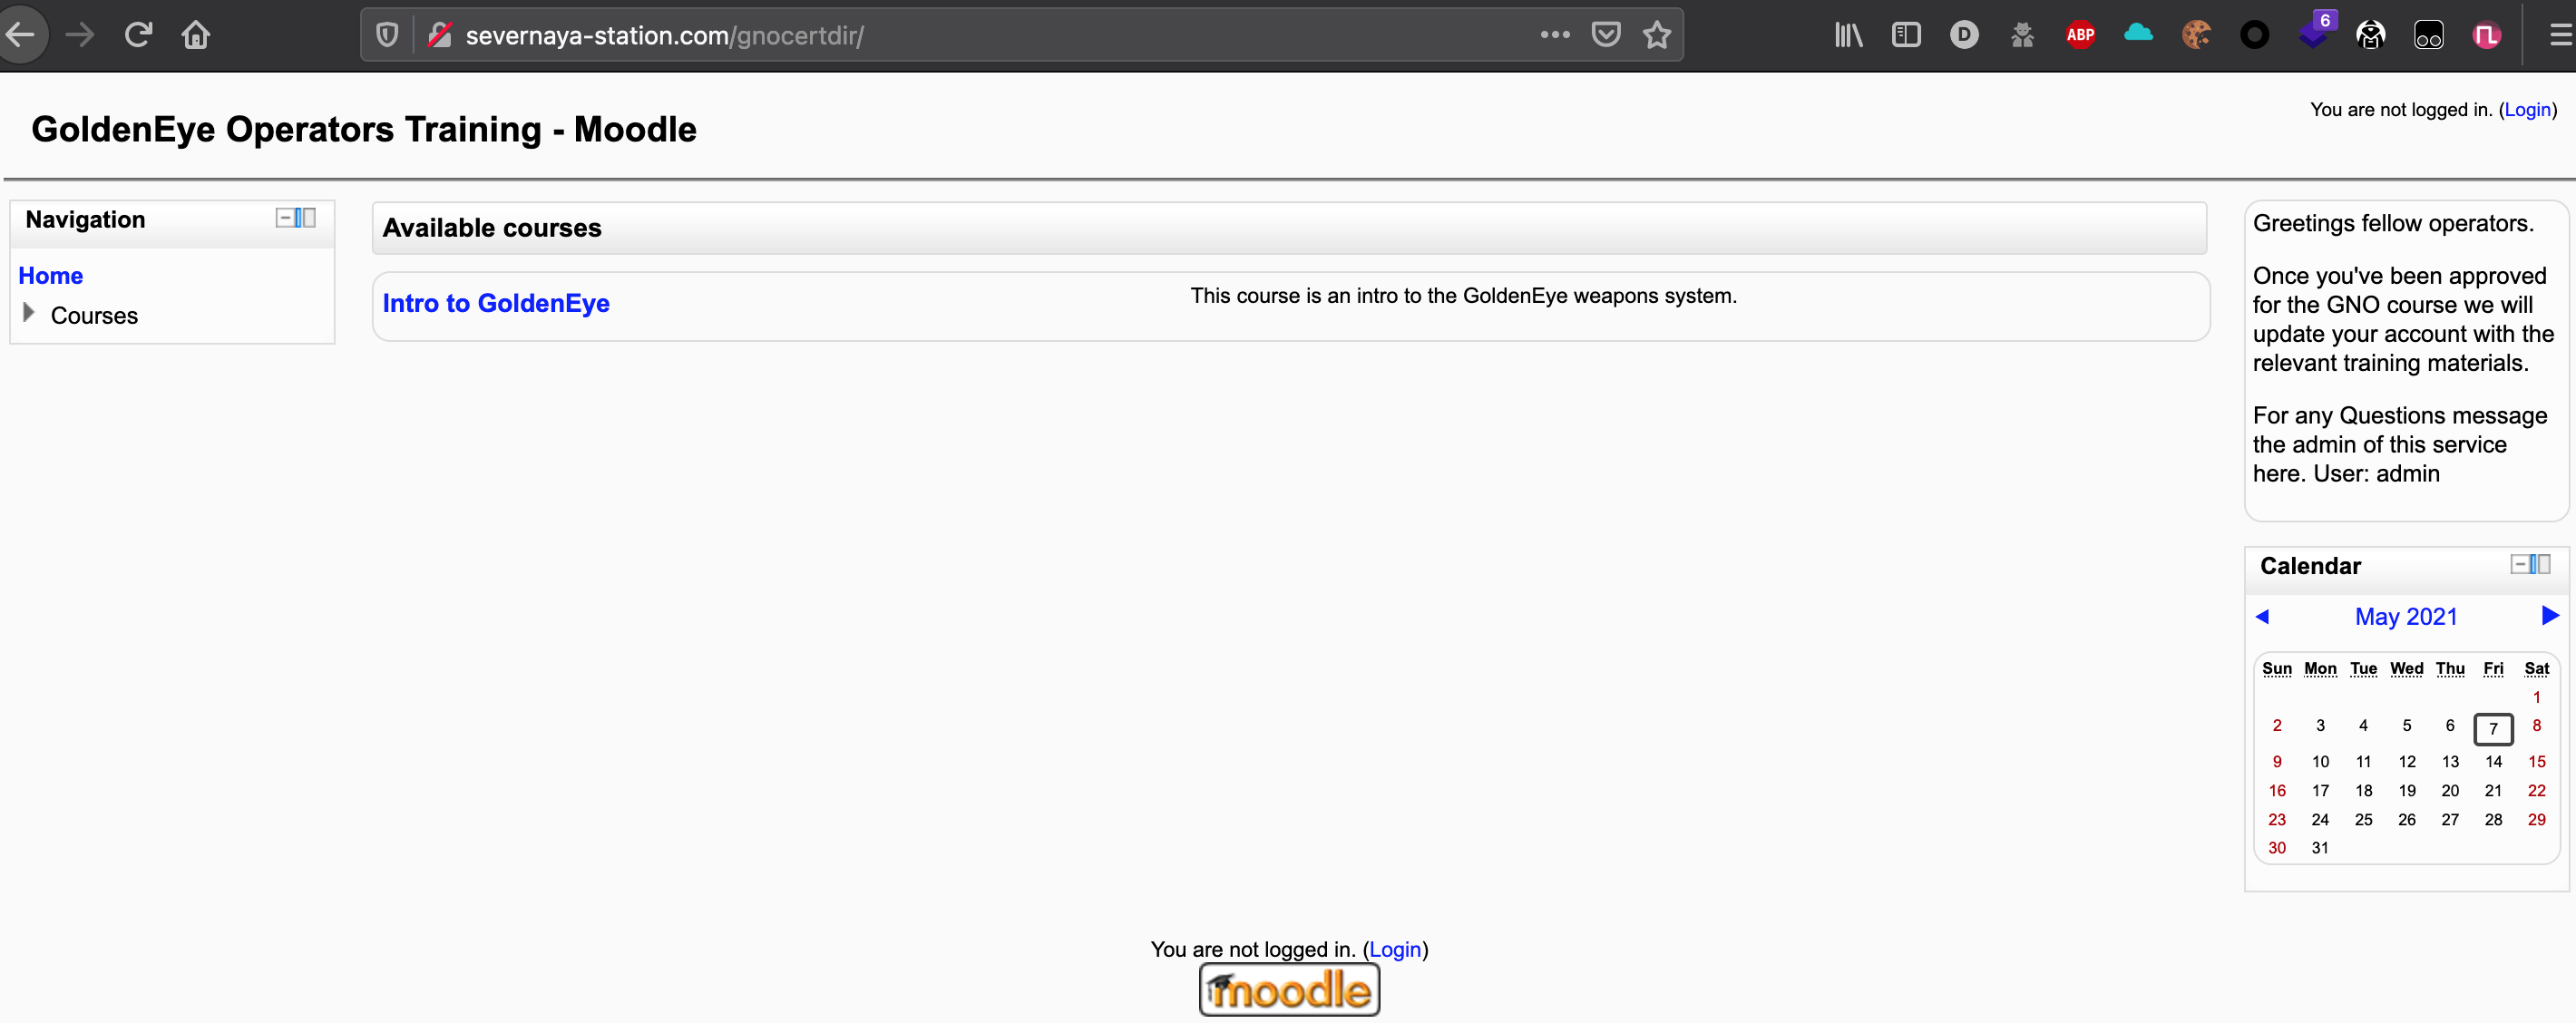 severnaya-station.com/gnocertdir/
D
ABP
6
GoldenEye Operators Training - Moodle
You are not logged in. (Login)
Navigation
Home
Courses
Available courses
Intro to GoldenEye
This course is an intro to the GoldenEye weapons system.
Greetings fellow operators.
Once you've been approved
for the GNO course we will
update your account with the
relevant training materials.
For any Questions message
the admin of this service
here. User: admin
Calendar
May 2021
Sun Mon Tue Wed Thu Fri Sat
1
2 3 4 5 6 7 8
9 10 11 12 13 14 15
16 17 18 19 20 21 22
23 24 25 26 27 28 29
30 31
You are not logged in. (Login)
moodle